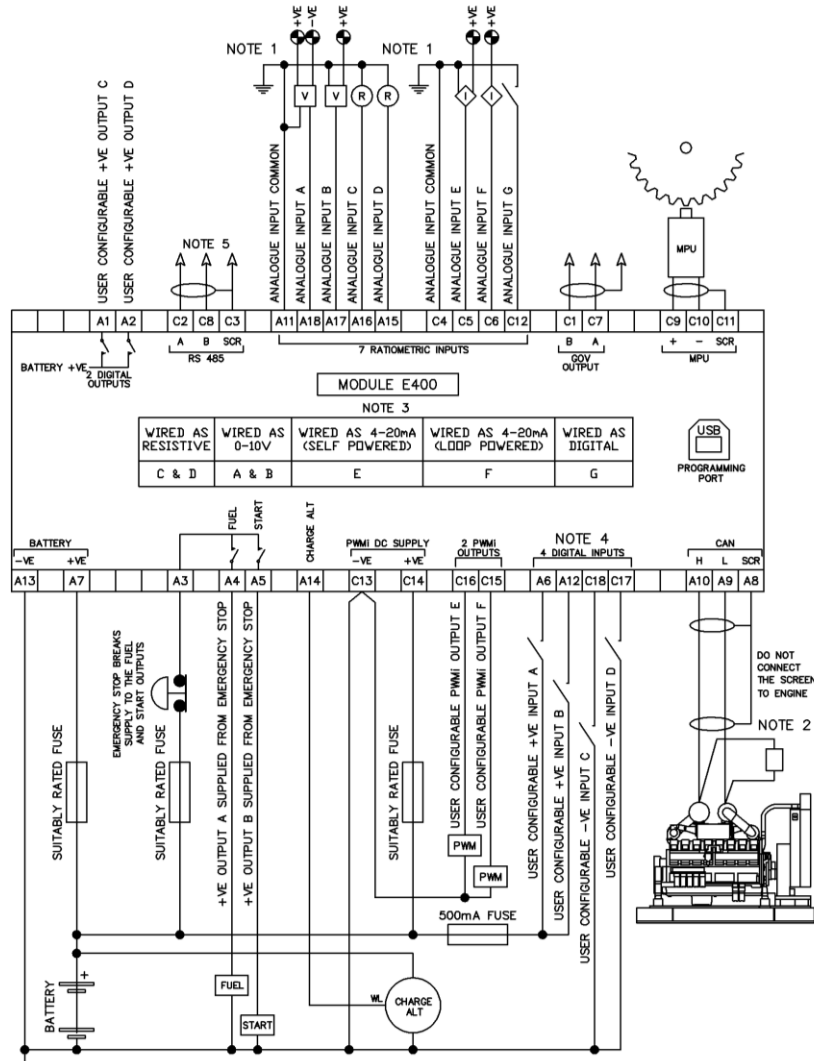 +VE
-VE
+VE
+VE
+VE
NOTE 1
NOTE 1
V
V
R
R
I
I
USER CONFIGURABLE +VE OUTPUT C
USER CONFIGURABLE +VE OUTPUT D
NOTE 5
ANALOGUE INPUT COMMON
ANALOGUE INPUT A
ANALOGUE INPUT B
ANALOGUE INPUT C
ANALOGUE INPUT D
ANALOGUE INPUT COMMON
ANALOGUE INPUT E
ANALOGUE INPUT F
ANALOGUE INPUT G
MPU
A1 A2 C2 C8 C3 A11 A18 A17 A16 A15 C4 C5 C6 C12 C1 C7 C9 C10 C11
A B SCR
RS 485
7 RATIOMETRIC INPUTS
B A
GOV
OUTPUT
+ - SCR
MPU
BATTERY +VE
2 DIGITAL
OUTPUTS
MODULE E400
NOTE 3
WIRED AS RESISTIVE
WIRED AS 0-10V
WIRED AS 4-20mA (SELF POWERED)
WIRED AS 4-20mA (LOOP POWERED)
WIRED AS DIGITAL
C & D
A & B
E
F
G
USB
PROGRAMMING
PORT
FUEL
START
CHARGE ALT
BATTERY
-VE +VE
PWMi DC SUPPLY
-VE +VE
2 PWMi
OUTPUTS
NOTE 4
4 DIGITAL INPUTS
CAN
H L SCR
A13 A7 A3 A4 A5 A14 C13 C14 C16 C15 A6 A12 C18 C17 A10 A9 A8
EMERGENCY STOP BREAKS
SUPPLY TO THE FUEL
AND START OUTPUTS
SUITABLY RATED FUSE
SUITABLY RATED FUSE
+VE OUTPUT A SUPPLIED FROM EMERGENCY STOP
+VE OUTPUT B SUPPLIED FROM EMERGENCY STOP
SUITABLY RATED FUSE
USER CONFIGURABLE PWMi OUTPUT E
USER CONFIGURABLE PWMi OUTPUT F
USER CONFIGURABLE +VE INPUT A
USER CONFIGURABLE +VE INPUT B
USER CONFIGURABLE -VE INPUT C
USER CONFIGURABLE -VE INPUT D
DO NOT
CONNECT
THE SCREEN
TO ENGINE
NOTE 2
PWM
PWM
500mA FUSE
BATTERY
+
FUEL
START
WL
CHARGE
ALT